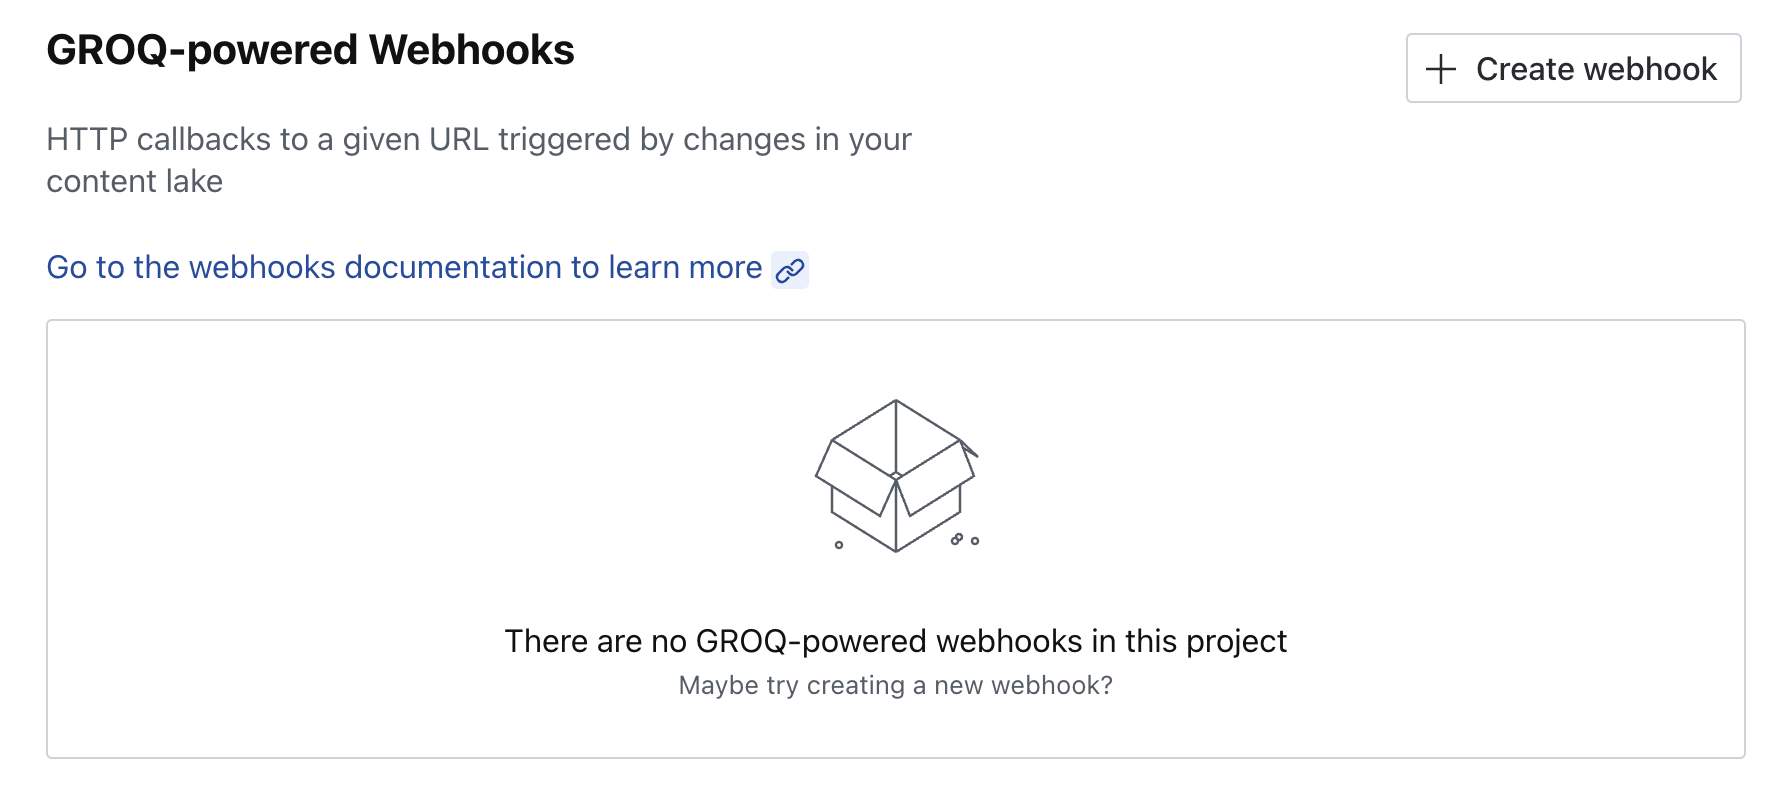 GROQ-powered Webhooks
Create webhook
HTTP callbacks to a given URL triggered by changes in your
content lake
Go to the webhooks documentation to learn more
There are no GROQ-powered webhooks in this project
Maybe try creating a new webhook?